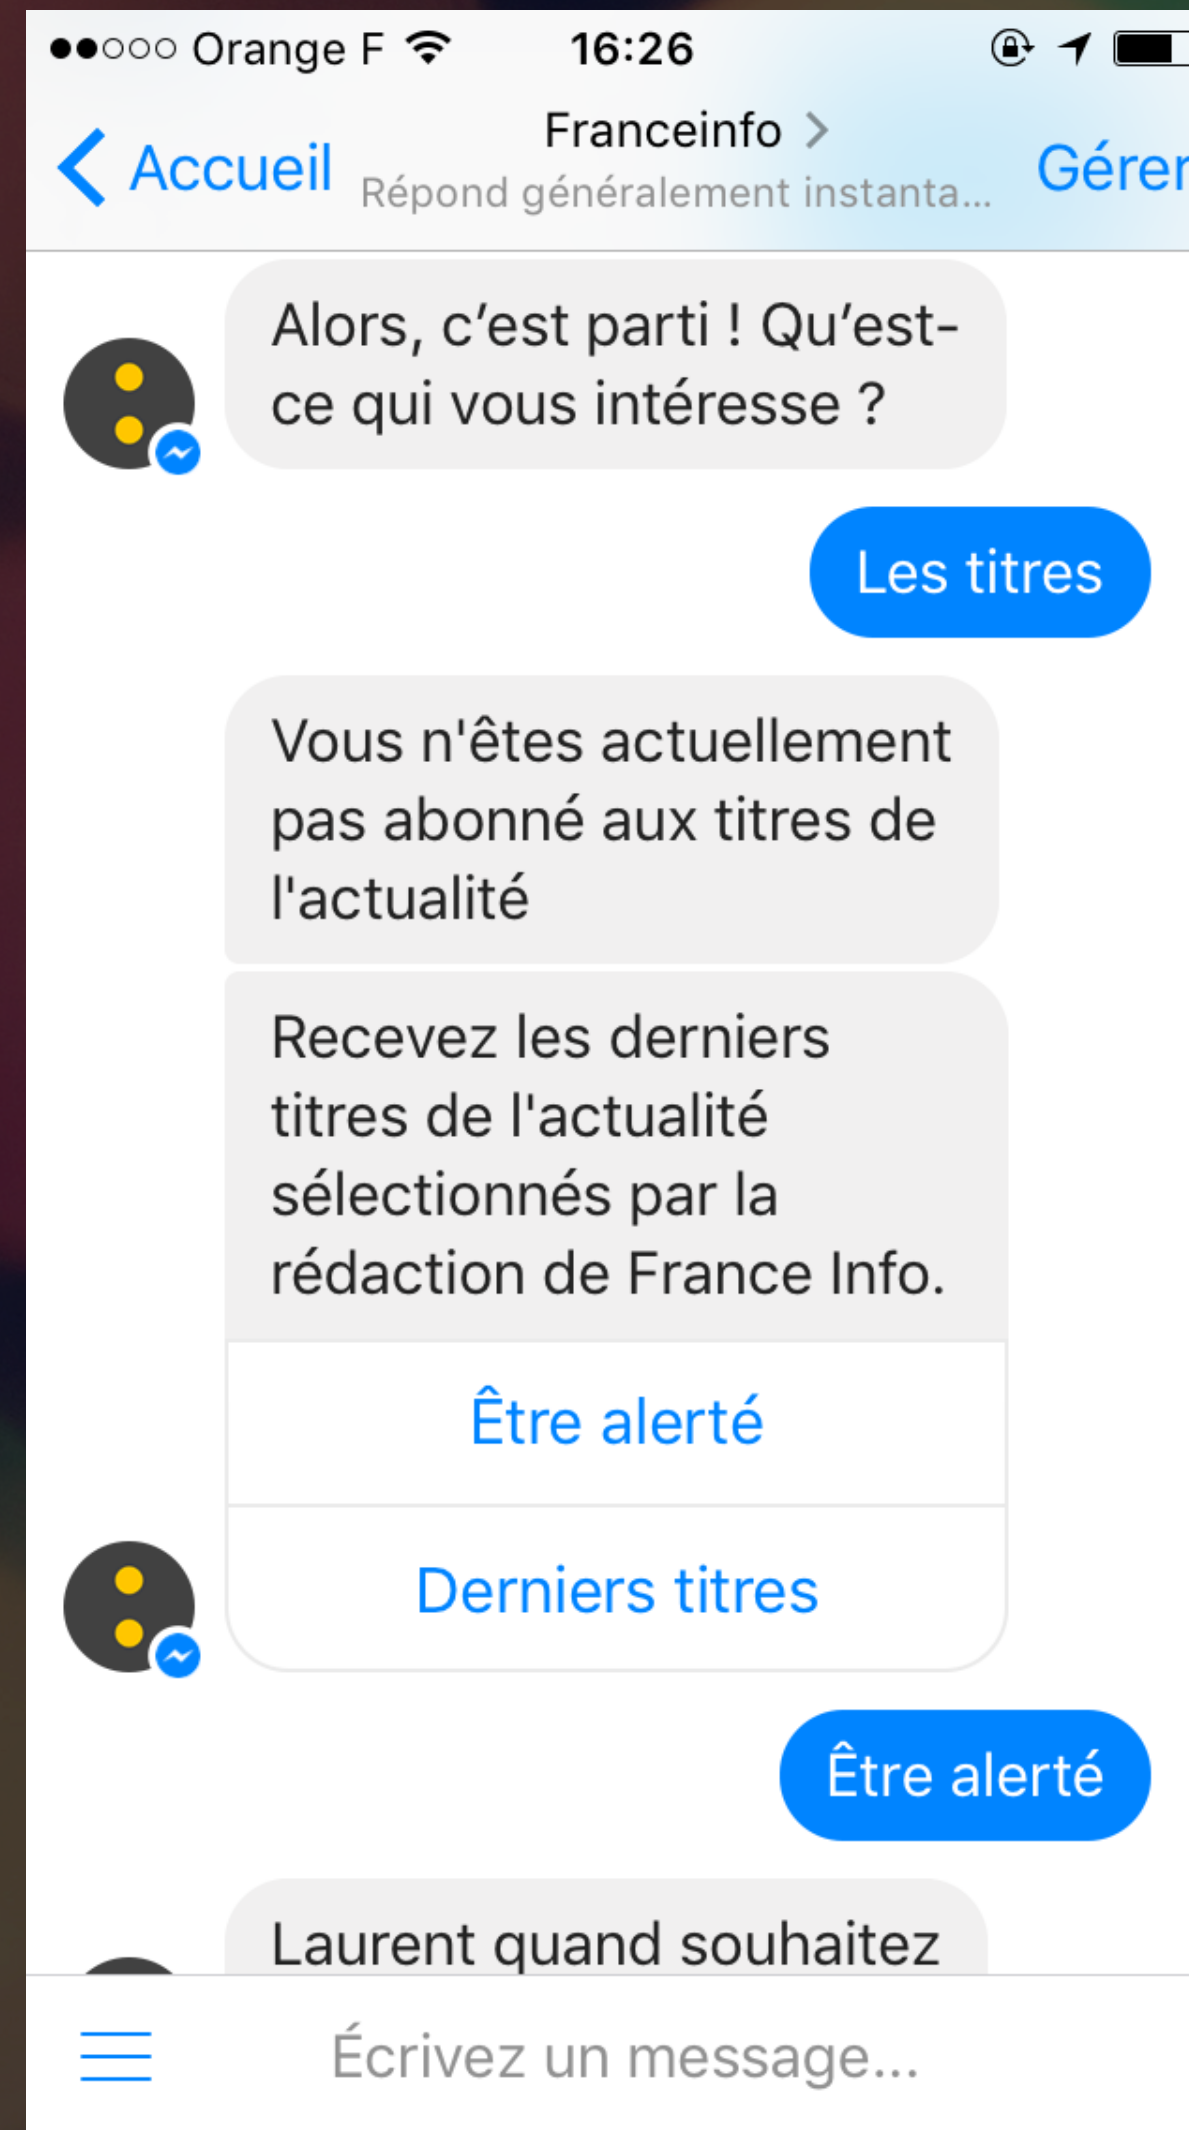 Orange F 16:26
Franceinfo
Accueil
Gérer
Répond généralement instanta...
Alors, c’est parti ! Qu’est-
ce qui vous intéresse ?
Les titres
Vous n'êtes actuellement
pas abonné aux titres de
l'actualité
Recevez les derniers
titres de l'actualité
sélectionnés par la
rédaction de France Info.
Être alerté
Derniers titres
Être alerté
Laurent quand souhaitez
Écrivez un message...